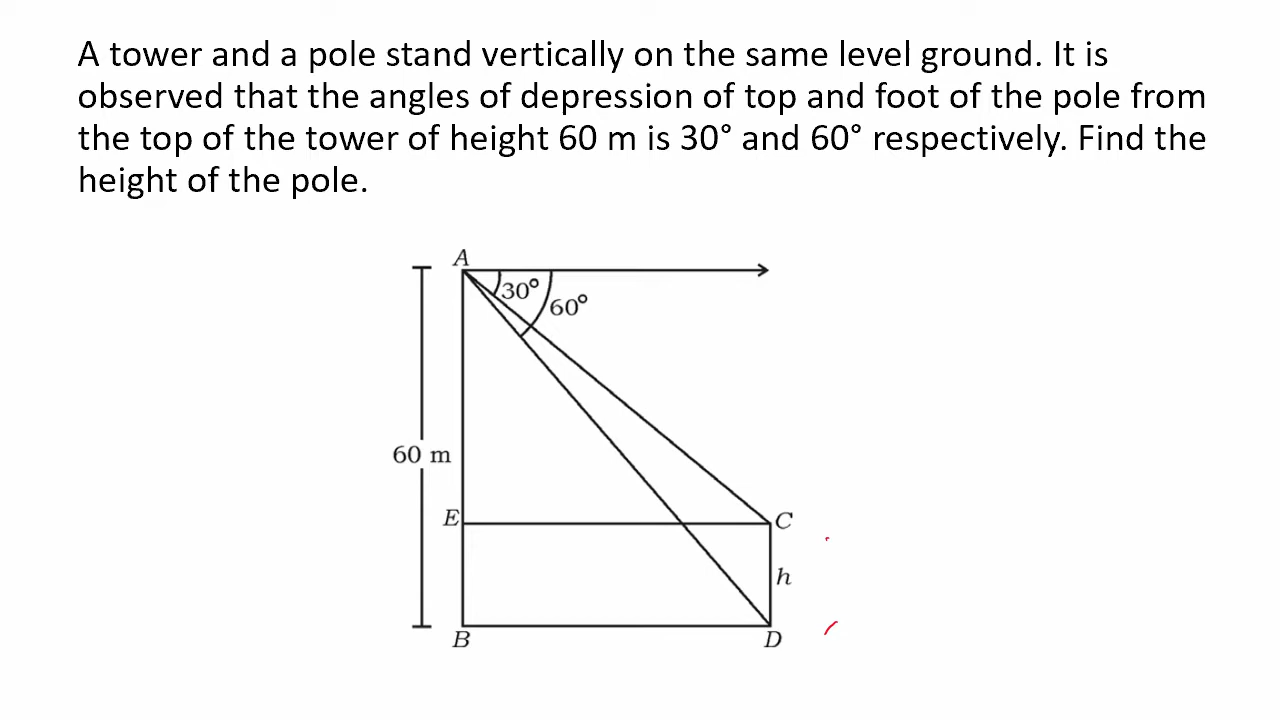 A tower and a pole stand vertically on the same level ground. It is
observed that the angles of depression of top and foot of the pole from
the top of the tower of height 60 m is 30° and 60° respectively. Find the
height of the pole.
A
30°
60°
60 m
E
C
h
B
D